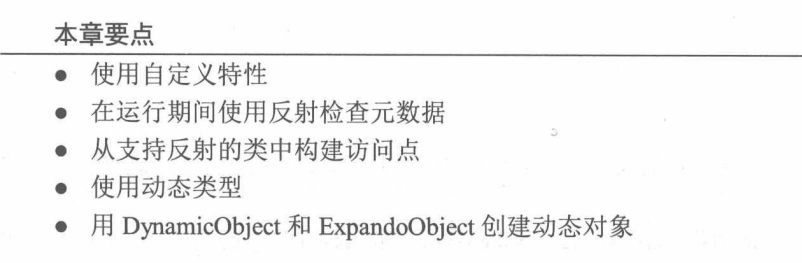 本章要点
● 使用自定义特性
● 在运行期间使用反射检查元数据
● 从支持反射的类中构建访问点
● 使用动态类型
● 用 DynamicObject 和 ExpandoObject 创建动态对象